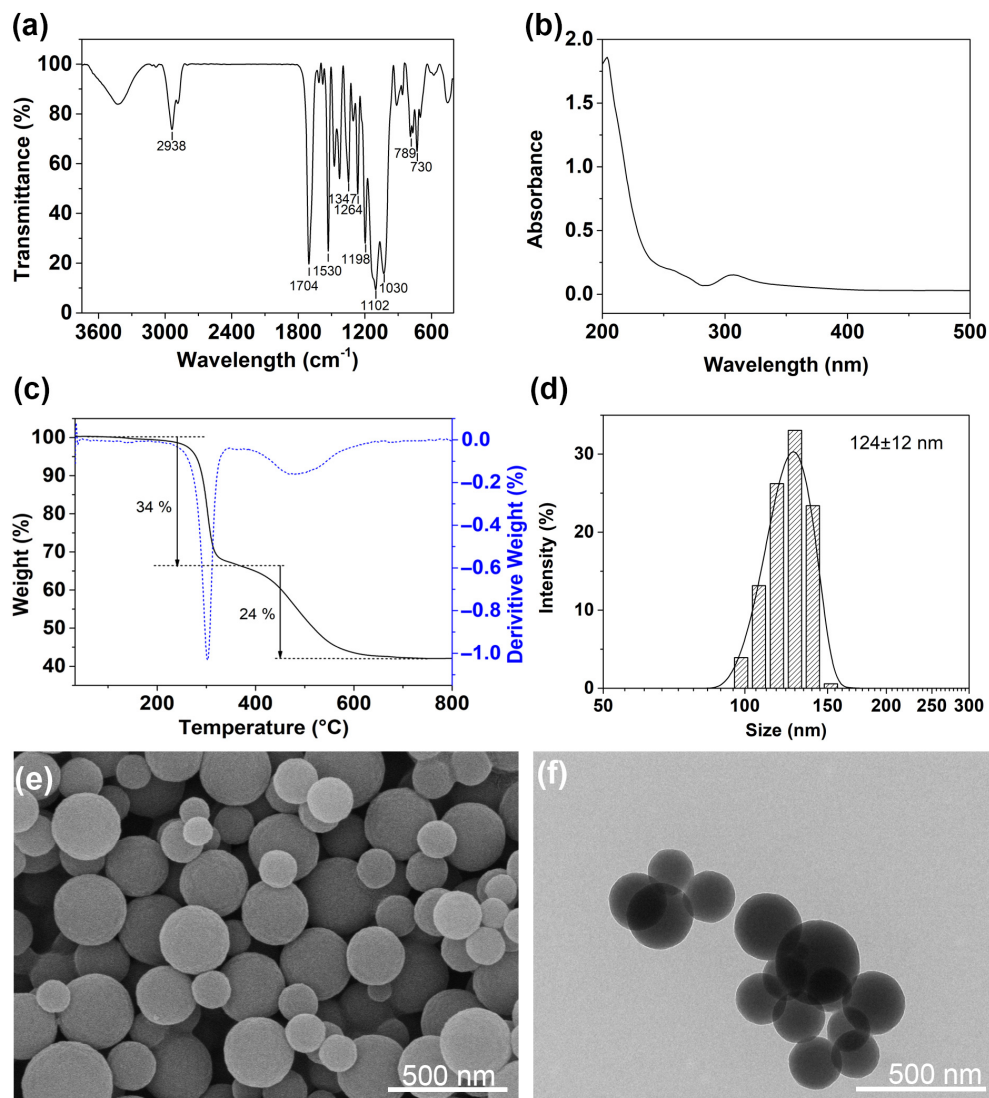 (a)
Transmittance (%)
100
80
60
40
20
0
2938
1704
1530
1347
1264
1198
1102
1030
789
730
3600 3000 2400 1800 1200 600
Wavelength (cm-1)
(b)
Absorbance
2.0
1.5
1.0
0.5
0.0
200 300 400 500
Wavelength (nm)
(c)
Weight (%)
100
90
80
70
60
50
40
34 %
24 %
0.0
−0.2
−0.4
−0.6
−0.8
−1.0
Derivitive Weight (%)
200 400 600 800
Temperature (°C)
(d)
Intensity (%)
30
20
10
0
124±12 nm
50 100 150 200 250 300
Size (nm)
(e)
500 nm
(f)
500 nm